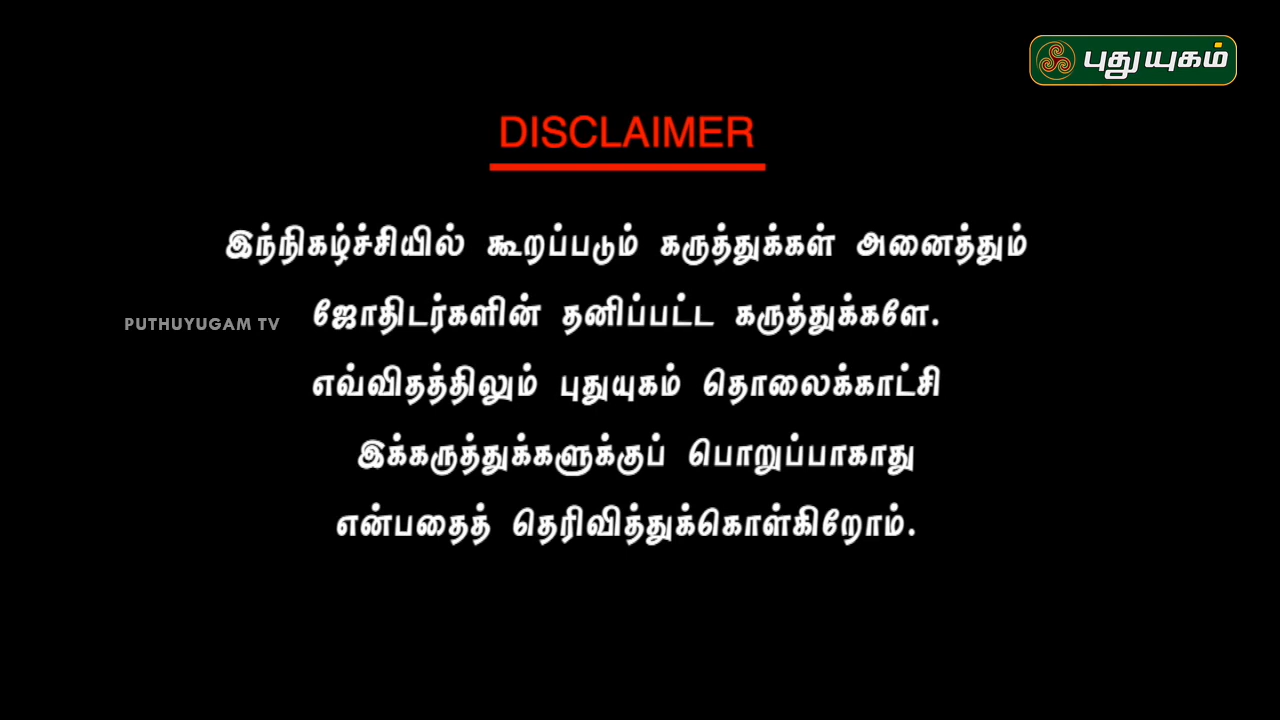 புதுயுகம்
DISCLAIMER
இந்நிகழ்ச்சியில் கூறப்படும் கருத்துக்கள் அனைத்தும்
ஜோதிடர்களின் தனிப்பட்ட கருத்துக்களே.
PUTHUYUGAM TV
எவ்விதத்திலும் புதுயுகம் தொலைக்காட்சி
இக்கருத்துக்களுக்குப் பொறுப்பாகாது
என்பதைத் தெரிவித்துக்கொள்கிறோம்.